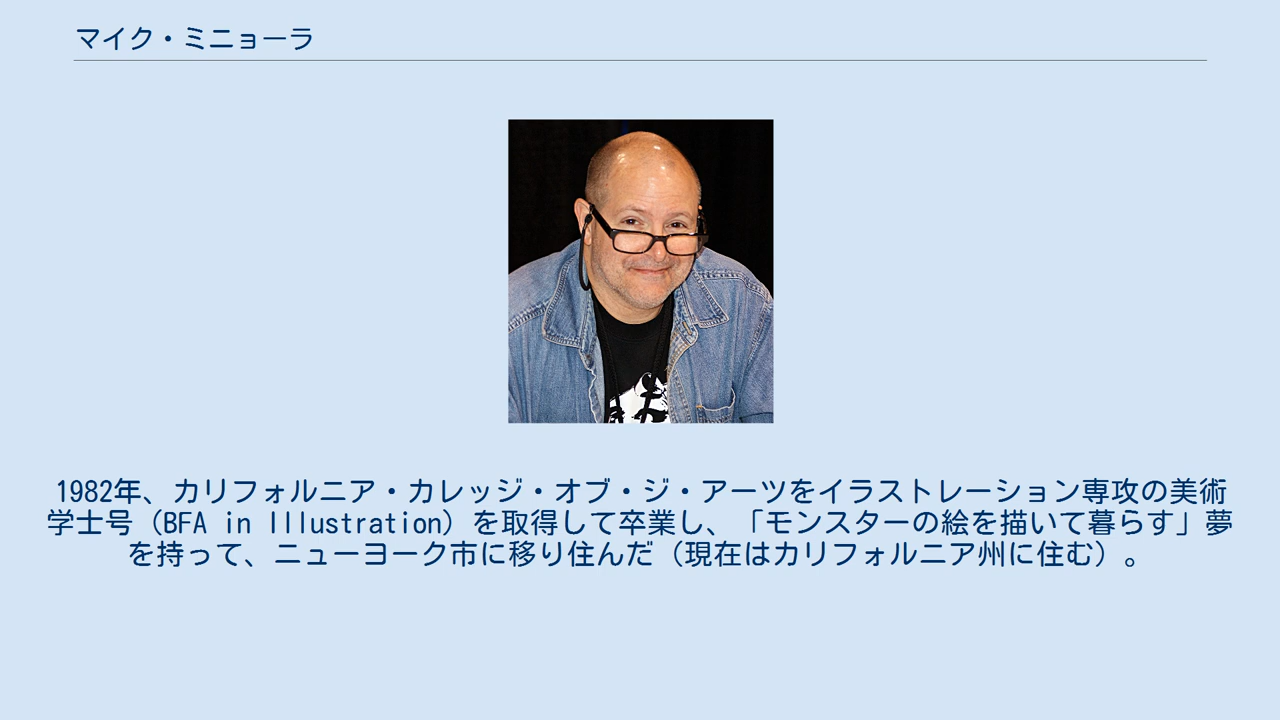 マイク・ミニョーラ
1982年、カリフォルニア・カレッジ・オブ・ジ・アーツをイラストレーション専攻の美術
学士号（BFA in Illustration）を取得して卒業し、「モンスターの絵を描いて暮らす」夢
を持って、ニューヨーク市に移り住んだ（現在はカリフォルニア州に住む）。